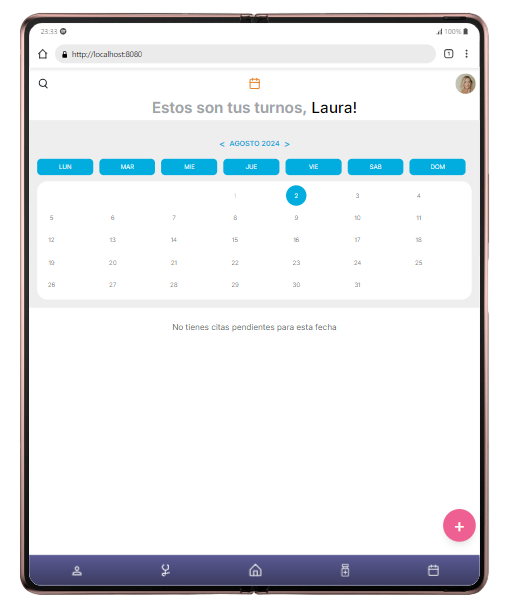 23:33 100%
http://localhost:8080 1
Estos son tus turnos, Laura!
< AGOSTO 2024 >
LUN MAR MIE JUE VIE SAB DOM
1 2 3 4
5 6 7 8 9 10 11
12 13 14 15 16 17 18
19 20 21 22 23 24 25
26 27 28 29 30 31
No tienes citas pendientes para esta fecha
+